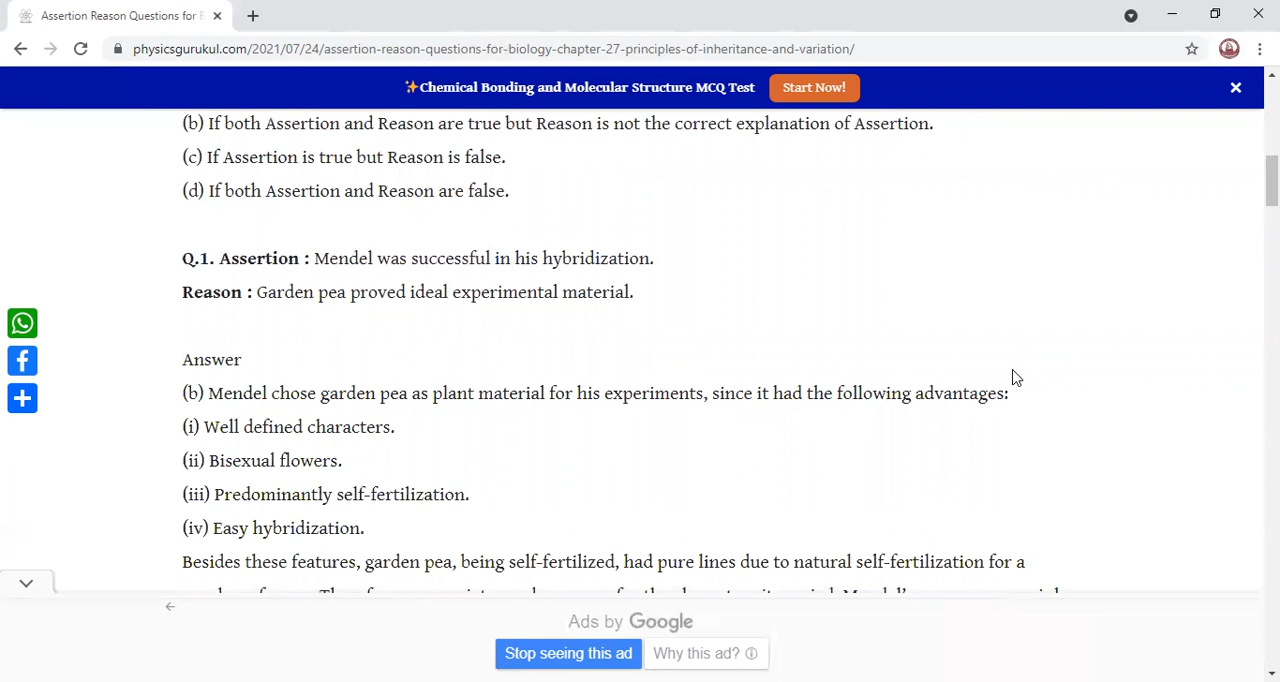 Assertion Reason Questions for
physicsgurukul.com/2021/07/24/assertion-reason-questions-for-biology-chapter-27-principles-of-inheritance-and-variation/
✨Chemical Bonding and Molecular Structure MCQ Test Start Now!
(b) If both Assertion and Reason are true but Reason is not the correct explanation of Assertion.
(c) If Assertion is true but Reason is false.
(d) If both Assertion and Reason are false.
Q.1. Assertion : Mendel was successful in his hybridization.
Reason : Garden pea proved ideal experimental material.
Answer
(b) Mendel chose garden pea as plant material for his experiments, since it had the following advantages:
(i) Well defined characters.
(ii) Bisexual flowers.
(iii) Predominantly self-fertilization.
(iv) Easy hybridization.
Besides these features, garden pea, being self-fertilized, had pure lines due to natural self-fertilization for a
Ads by Google
Stop seeing this ad Why this ad?